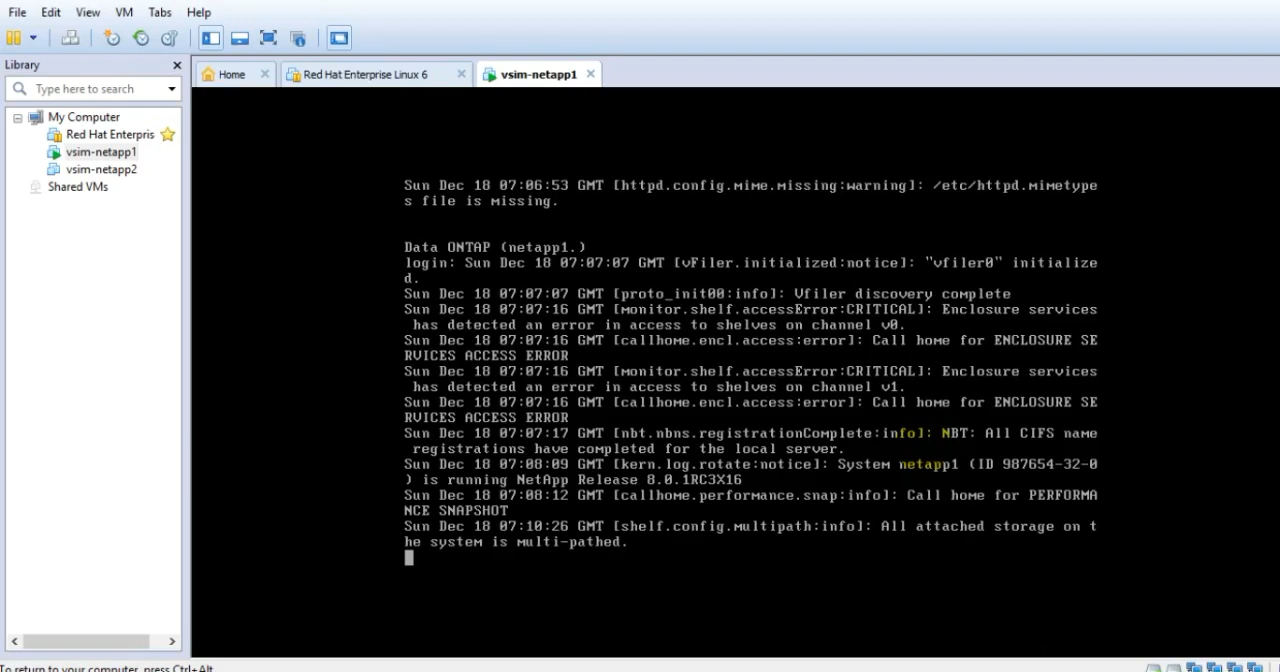 File Edit View VM Tabs Help
Library
Type here to search
My Computer
Red Hat Enterpris
vsim-netapp1
vsim-netapp2
Shared VMs
Home
Red Hat Enterprise Linux 6
vsim-netapp1
Sun Dec 18 07:06:53 GMT [httpd.config.mime.missing:warning]: /etc/httpd.mimetype
s file is missing.
Data ONTAP (netapp1.)
login: Sun Dec 18 07:07:07 GMT [vFiler.initialized:notice]: "vfiler0" initialize
d.
Sun Dec 18 07:07:07 GMT [proto_init00:info]: Vfiler discovery complete
Sun Dec 18 07:07:16 GMT [monitor.shelf.accessError:CRITICAL]: Enclosure services
has detected an error in access to shelves on channel v0.
Sun Dec 18 07:07:16 GMT [callhome.encl.access:error]: Call home for ENCLOSURE SE
RVICES ACCESS ERROR
Sun Dec 18 07:07:16 GMT [monitor.shelf.accessError:CRITICAL]: Enclosure services
has detected an error in access to shelves on channel v1.
Sun Dec 18 07:07:16 GMT [callhome.encl.access:error]: Call home for ENCLOSURE SE
RVICES ACCESS ERROR
Sun Dec 18 07:07:17 GMT [nbt.nbns.registrationComplete:info]: NBT: All CIFS name
registrations have completed for the local server.
Sun Dec 18 07:08:09 GMT [kern.log.rotate:notice]: System netapp1 (ID 987654-32-0
) is running NetApp Release 8.0.1RC3X16
Sun Dec 18 07:08:12 GMT [callhome.performance.snap:info]: Call home for PERFORMA
NCE SNAPSHOT
Sun Dec 18 07:10:26 GMT [shelf.config.multipath:info]: All attached storage on t
he system is multi-pathed.
To return to your computer, press Ctrl+Alt.